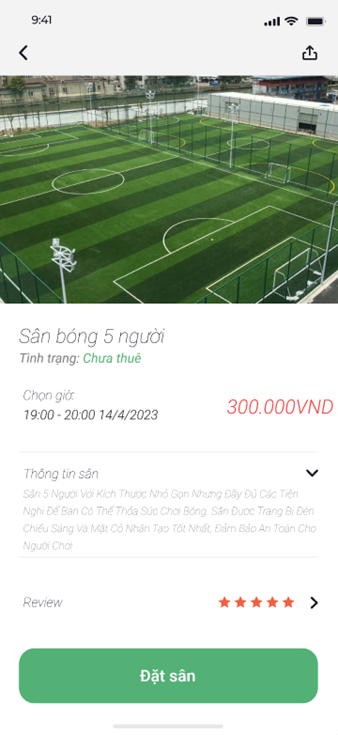 9:41
Sân bóng 5 người
Tình trạng: Chưa thuê
Chọn giờ:
19:00 - 20:00 14/4/2023
300.000VND
Thông tin sân
Sân 5 Người Với Kích Thước Nhỏ Gọn Nhưng Đầy Đủ Các Tiện
Nghi Để Bạn Có Thể Thỏa Sức Chơi Bóng. Sân Được Trang Bị Đèn
Chiếu Sáng Và Mặt Cỏ Nhân Tạo Tốt Nhất, Đảm Bảo An Toàn Cho
Người Chơi
Review
Đặt sân